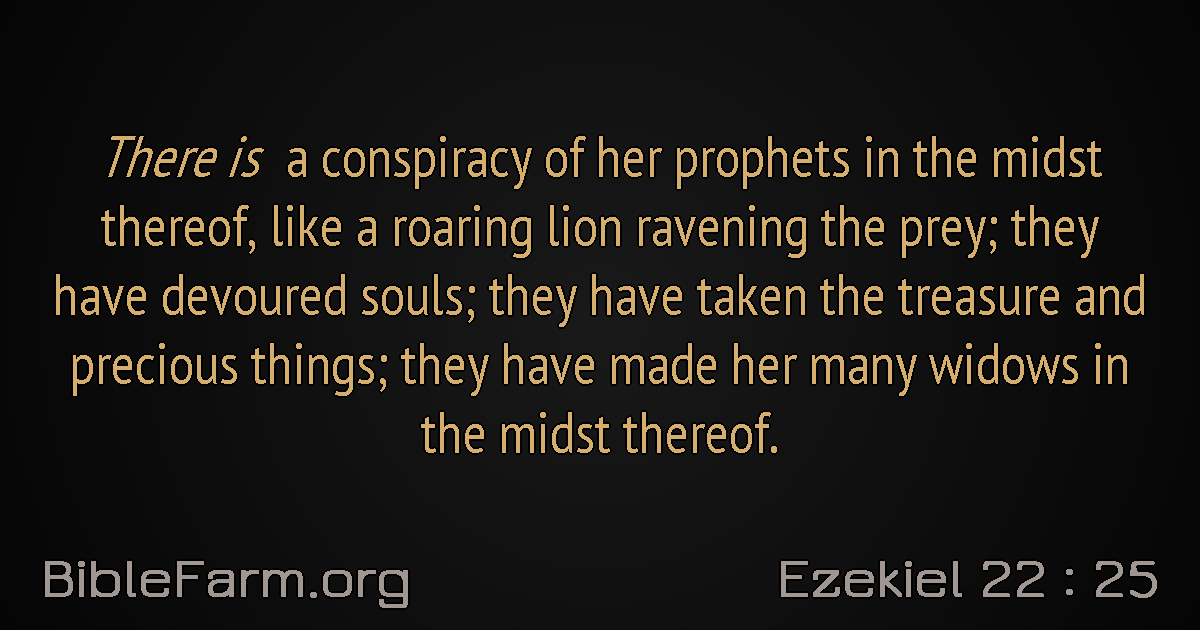 There is a conspiracy of her prophets in the midst
thereof, like a roaring lion ravening the prey; they
have devoured souls; they have taken the treasure and
precious things; they have made her many widows in
the midst thereof.
BibleFarm.org
Ezekiel 22 : 25